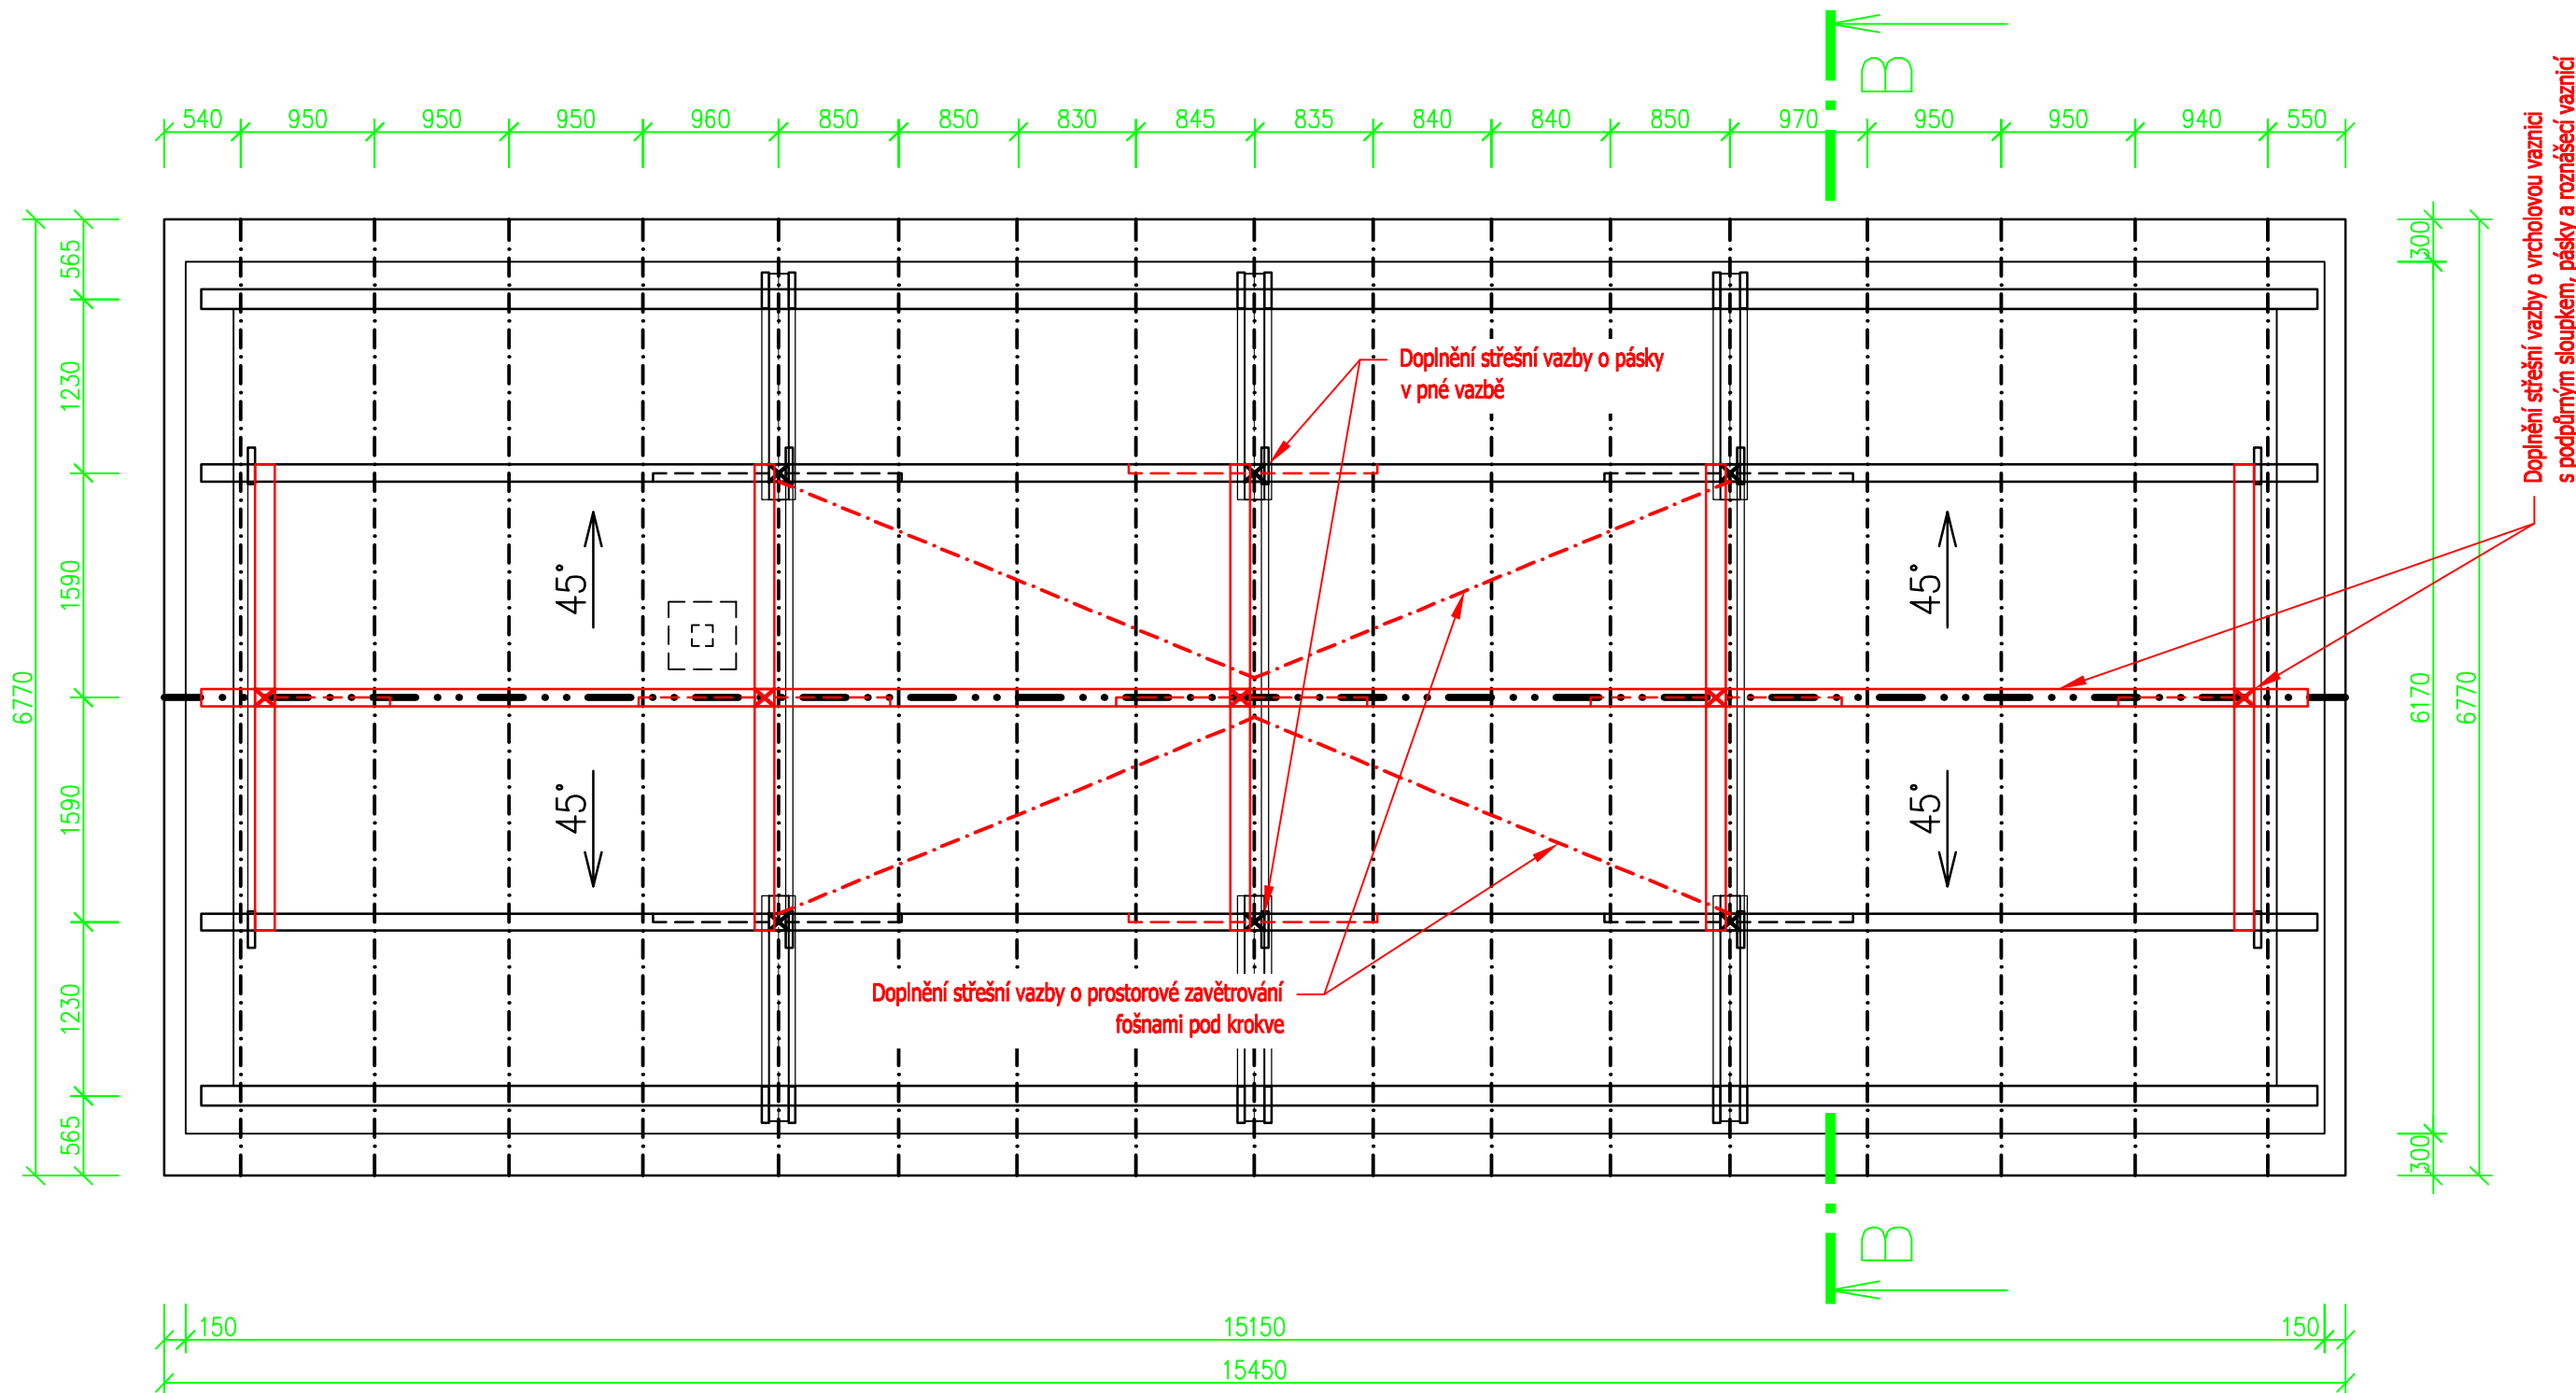 B
540 950 950 950 960 850 850 830 845 835 840 840 850 970 950 950 940 550
Doplnění střešní vazby o vrcholovou vaznici
s podpůrným sloupkem, pásky a roznášecí vaznicí
565
1230
1590
1590
1230
565
6770
300
6170
300
6770
Doplnění střešní vazby o pásky
v pné vazbě
45°
45°
45°
45°
Doplnění střešní vazby o prostorové zavětrování
fošnami pod krokve
B
150 15150 150
15450